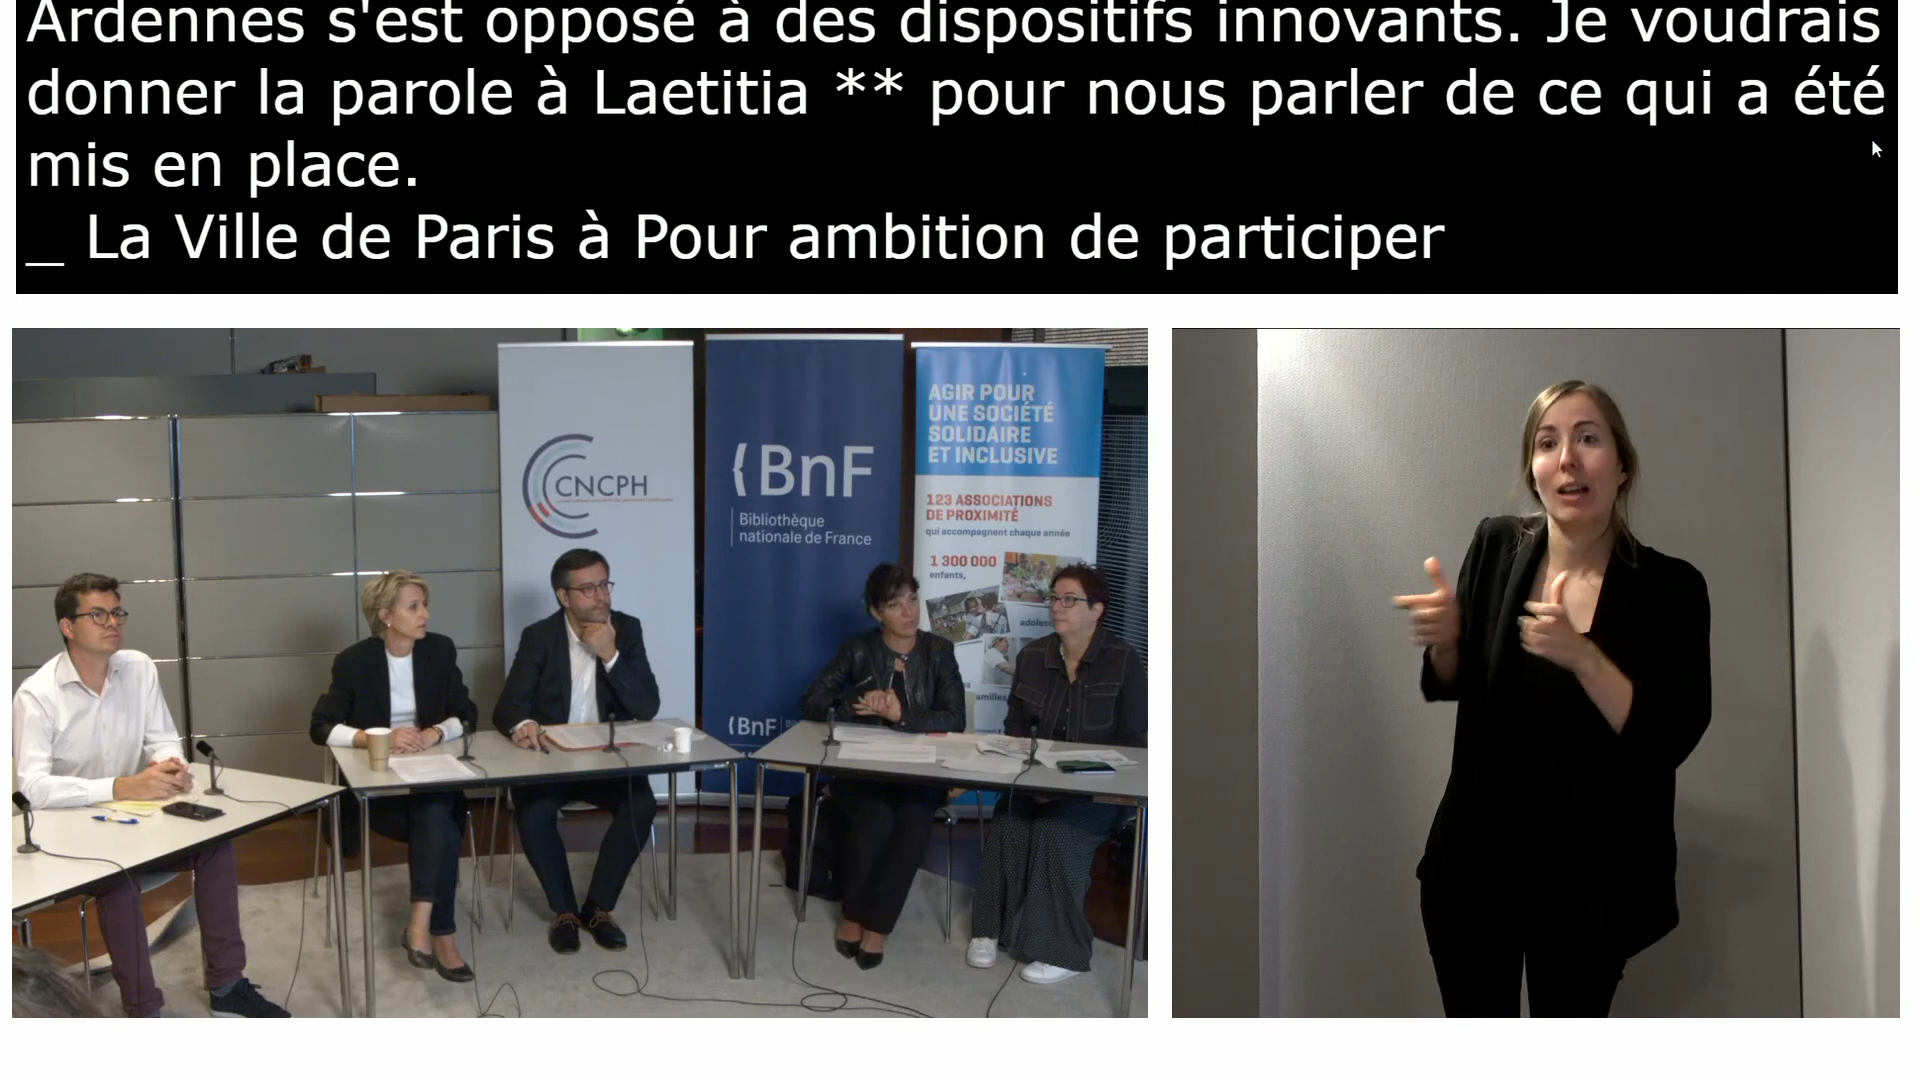 Ardennes s'est opposé à des dispositifs innovants. Je voudrais
donner la parole à Laetitia ** pour nous parler de ce qui a été
mis en place.
_ La Ville de Paris à Pour ambition de participer
CNCPH
BnF
Bibliothèque
nationale de France
BnF
AGIR POUR
UNE SOCIÉTÉ
SOLIDAIRE
ET INCLUSIVE
123 ASSOCIATIONS
DE PROXIMITÉ
qui accompagnent chaque année
1 300 000
enfants,